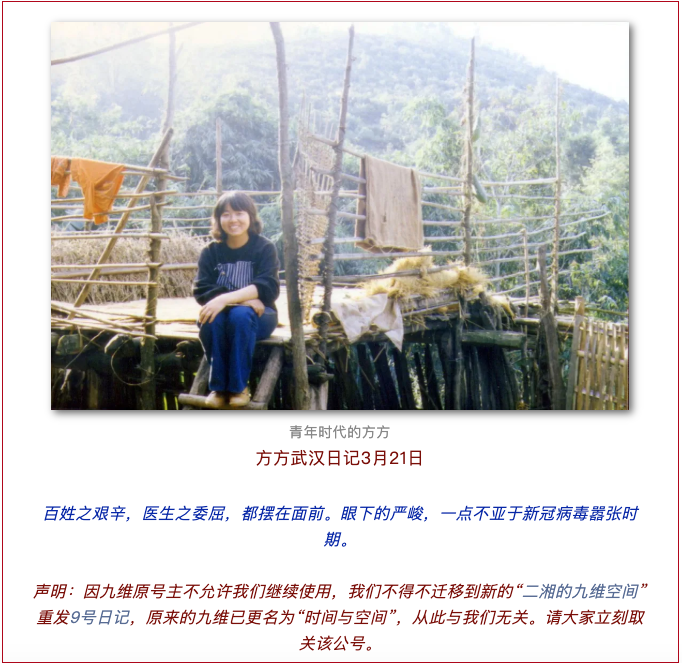 青年时代的方方
方方武汉日记3月21日
百姓之艰辛，医生之委屈，都摆在面前。眼下的严峻，一点不亚于新冠病毒嚣张时
期。
声明：因九维原号主不允许我们继续使用，我们不得不迁移到新的“二湘的九维空间”
重发9号日记，原来的九维已更名为“时间与空间”，从此与我们无关。请大家立刻取
关该公号。